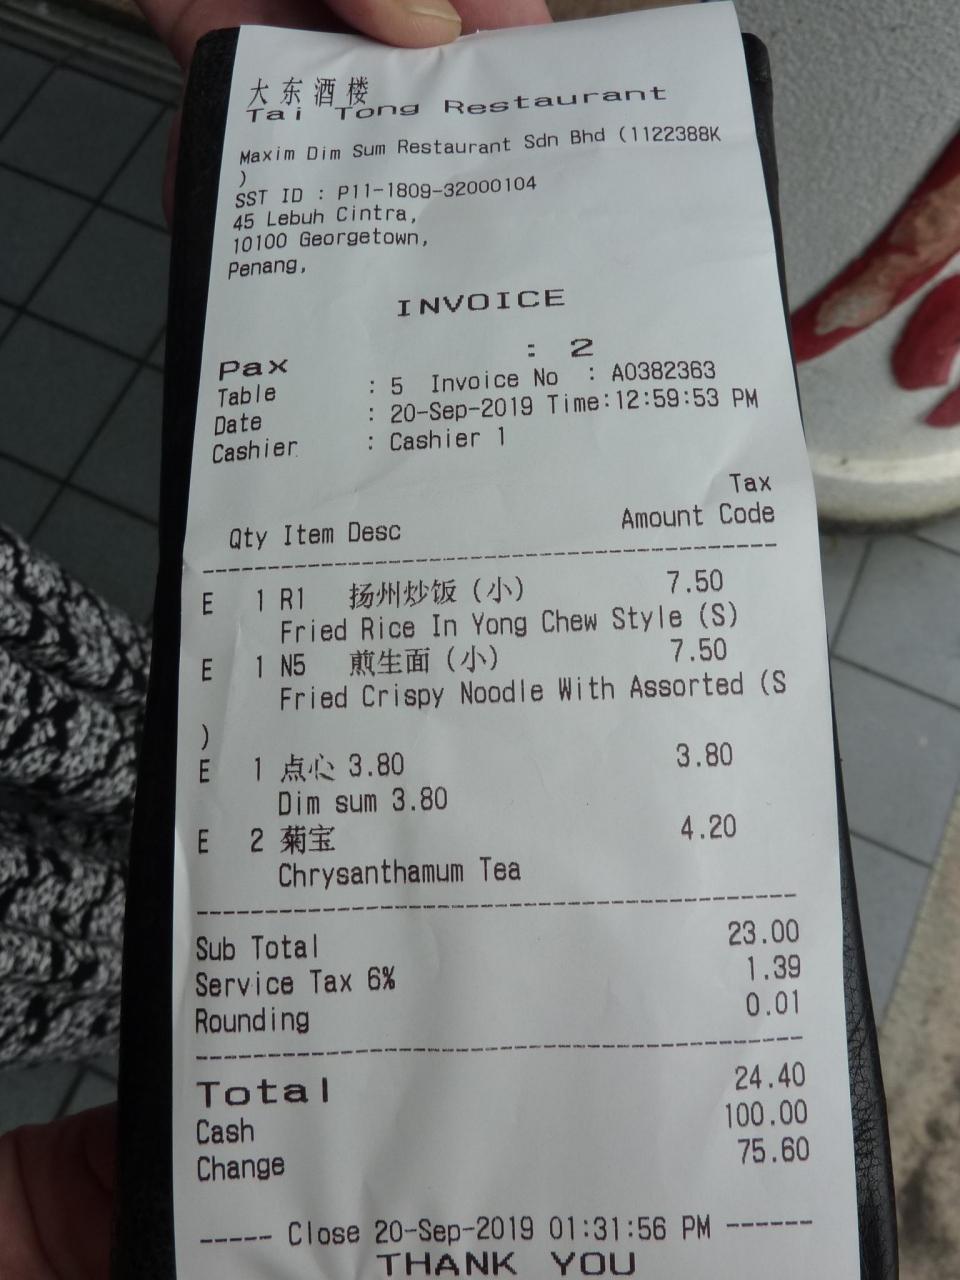 大东酒楼
Tai Tong Restaurant
Maxim Dim Sum Restaurant Sdn Bhd (1122388K
)
SST ID : P11-1809-32000104
45 Lebuh Cintra,
10100 Georgetown,
Penang,
INVOICE
Pax : 2
Table : 5 Invoice No : A0382363
Date : 20-Sep-2019 Time:12:59:53 PM
Cashier : Cashier 1
Tax
Qty Item Desc Amount Code
E 1 R1 扬州炒饭 (小) 7.50
Fried Rice In Yong Chew Style (S)
E 1 N5 煎生面 (小) 7.50
Fried Crispy Noodle With Assorted (S
)
E 1 点心 3.80 3.80
Dim sum 3.80
E 2 菊宝 4.20
Chrysanthamum Tea
Sub Total 23.00
Service Tax 6% 1.39
Rounding 0.01
Total 24.40
Cash 100.00
Change 75.60
----- Close 20-Sep-2019 01:31:56 PM ------
THANK YOU